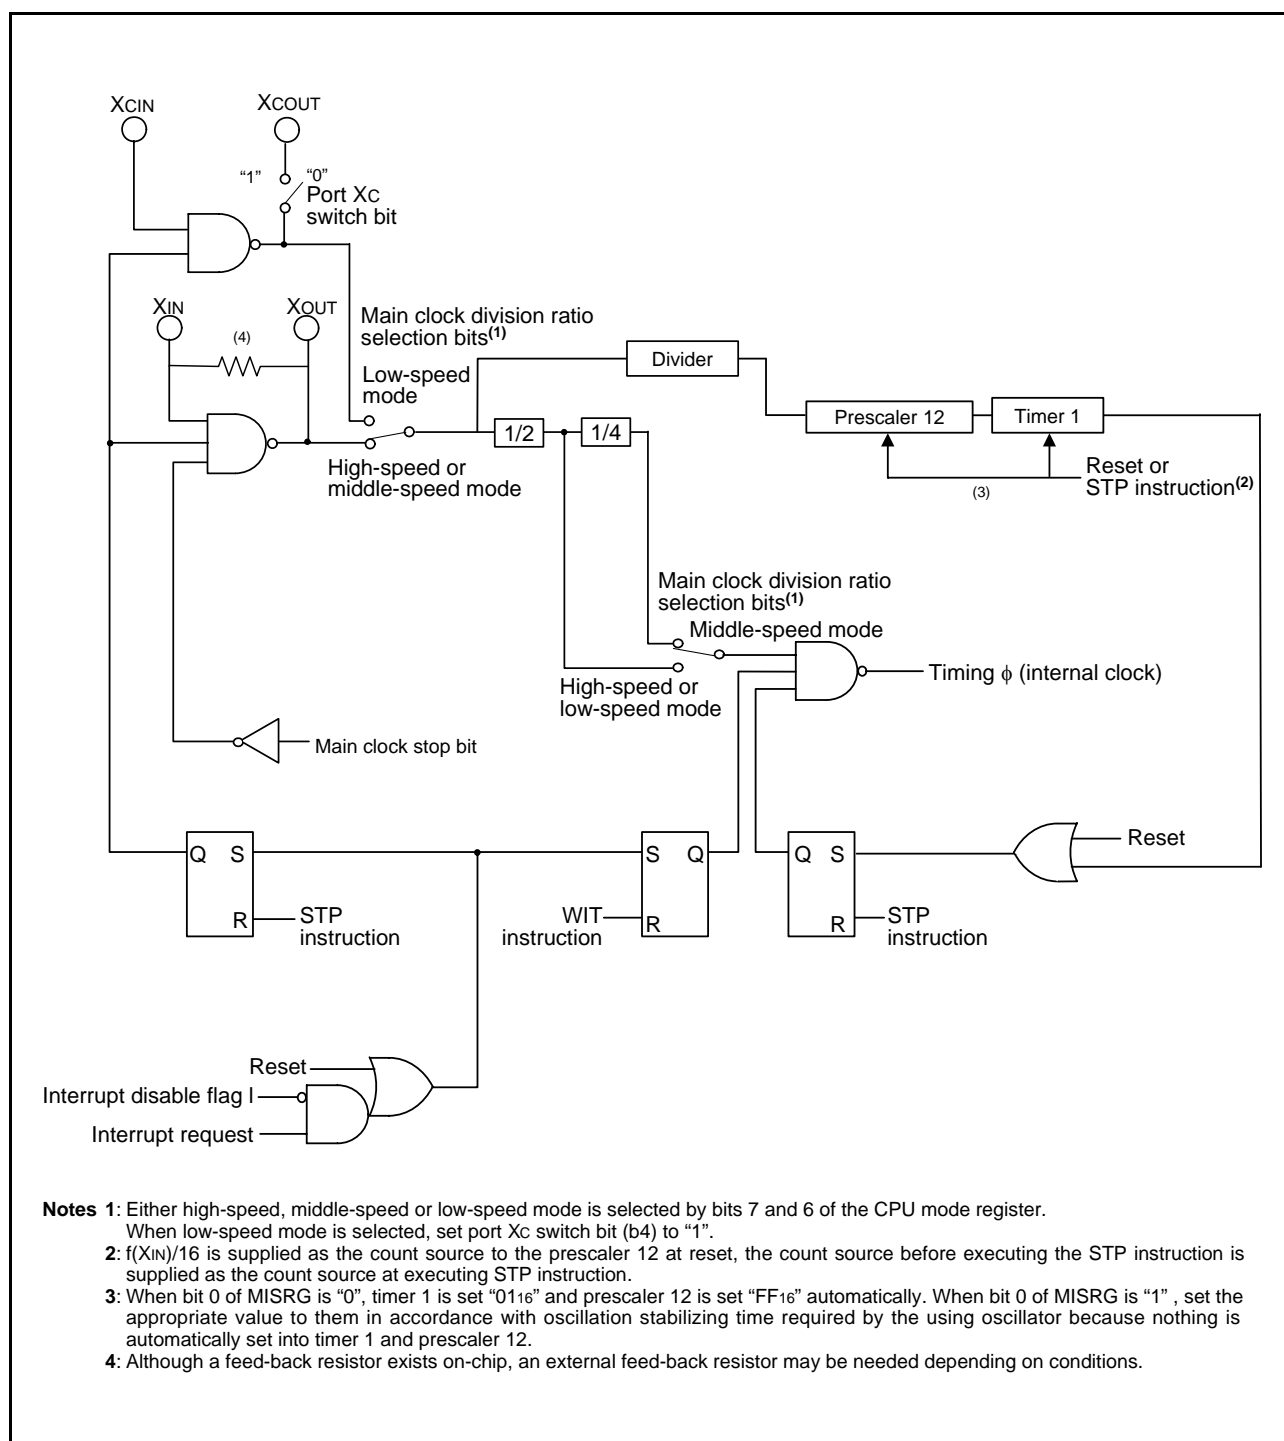 XCIN
XCOUT
“1”
“0”
Port XC
switch bit
XIN
XOUT
(4)
Main clock division ratio
selection bits(1)
Low-speed
mode
Divider
Prescaler 12
Timer 1
1/2
1/4
High-speed or
middle-speed mode
(3)
Reset or
STP instruction(2)
Main clock division ratio
selection bits(1)
Middle-speed mode
Timing ϕ (internal clock)
High-speed or
low-speed mode
Main clock stop bit
Reset
Q S
S Q
Q S
R
STP
instruction
WIT
instruction
R
R
STP
instruction
Reset
Interrupt disable flag I
Interrupt request
Notes 1: Either high-speed, middle-speed or low-speed mode is selected by bits 7 and 6 of the CPU mode register.
When low-speed mode is selected, set port XC switch bit (b4) to “1”.
2: f(XIN)/16 is supplied as the count source to the prescaler 12 at reset, the count source before executing the STP instruction is
supplied as the count source at executing STP instruction.
3: When bit 0 of MISRG is “0”, timer 1 is set “0116” and prescaler 12 is set “FF16” automatically. When bit 0 of MISRG is “1” , set the
appropriate value to them in accordance with oscillation stabilizing time required by the using oscillator because nothing is
automatically set into timer 1 and prescaler 12.
4: Although a feed-back resistor exists on-chip, an external feed-back resistor may be needed depending on conditions.